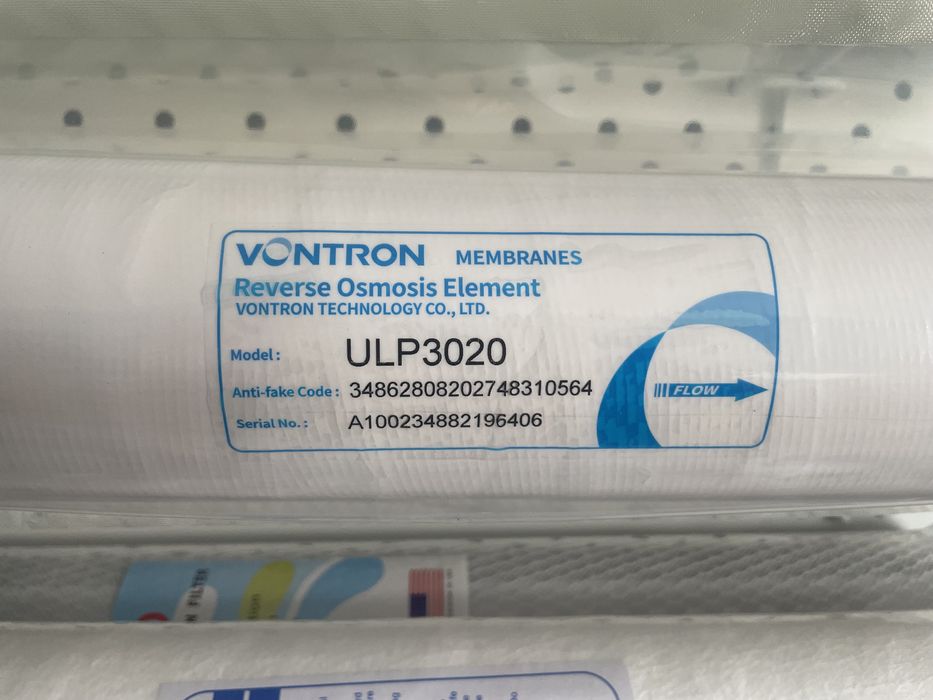 VONTRON MEMBRANES
Reverse Osmosis Element
VONTRON TECHNOLOGY CO., LTD.
Model: ULP3020
Anti-fake Code: 34862808202748310564
Serial No.: A100234882196406
FLOW
N FILTER